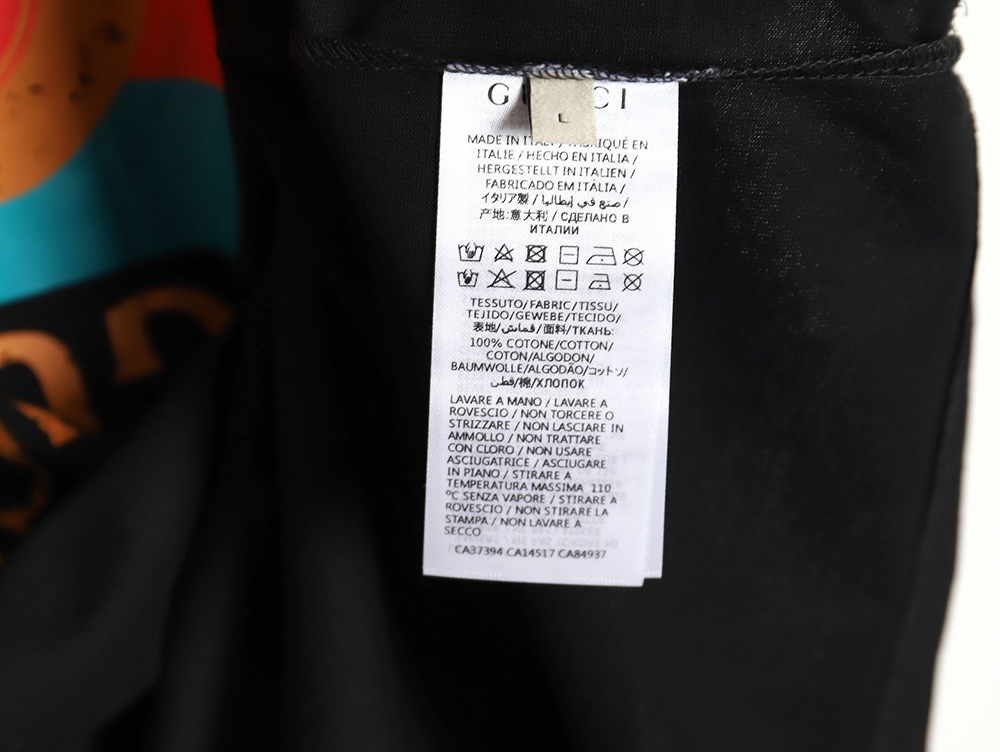 GUCCI
L
MADE IN ITALY / FABRIQUÉ EN
ITALIE / HECHO EN ITALIA /
HERGESTELLT IN ITALIEN /
FABRICADO EM ITÁLIA /
イタリア製 / صنع في إيطاليا /
产地:意大利 / СДЕЛАНО В
ИТАЛИИ
TESSUTO/FABRIC/TISSU/
TEJIDO/GEWEBE/TECIDO/
表地/قماش/面料/ТКАНЬ:
100% COTONE/COTTON/
COTON/ALGODON/
BAUMWOLLE/ALGODÃO/コットン/
قطن/棉/ХЛОПОК
LAVARE A MANO / LAVARE A
ROVESCIO / NON TORCERE O
STRIZZARE / NON LASCIARE IN
AMMOLLO / NON TRATTARE
CON CLORO / NON USARE
ASCIUGATRICE / ASCIUGARE
IN PIANO / STIRARE A
TEMPERATURA MASSIMA 110
°C SENZA VAPORE / STIRARE A
ROVESCIO / NON STIRARE LA
STAMPA / NON LAVARE A
SECCO
CA37394 CA14517 CA84937